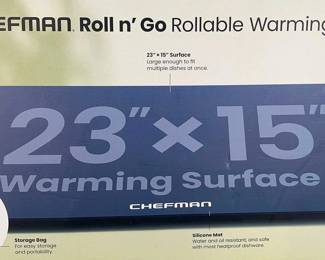 EFMAN. Roll n' Go Rollable Warming
23" × 15" Surface
Large enough to fit
multiple dishes at once.
23" × 15"
Warming Surface
CHEFMAN
Storage Bag
For easy storage
and portability.
Silicone Mat
Water and oil resistant, and safe
with most heatproof dishware.